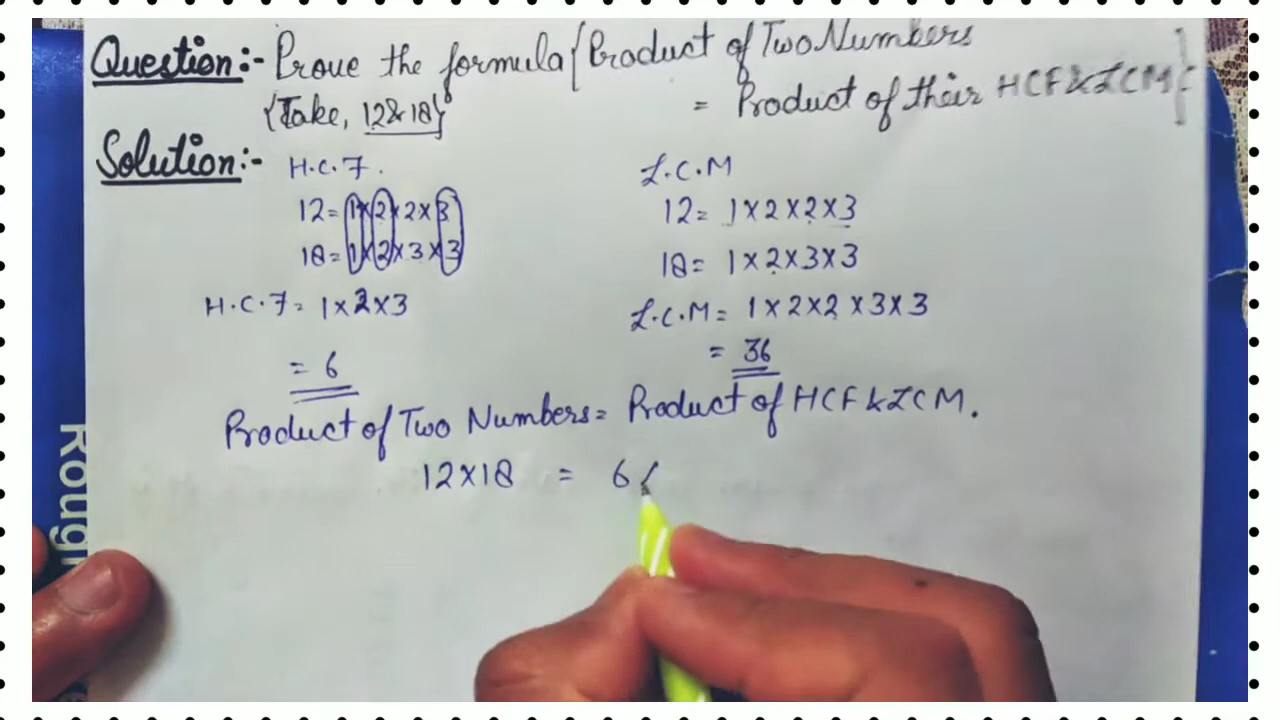 Question:- Prove the formula {Product of Two Numbers
= Product of their HCF & LCM}
{Take, 12 & 18}
Solution:-
H.C.F.
12= 1×2×2×3
18= 1×2×3×3
H.C.F= 1×2×3
= 6
L.C.M
12= 1×2×2×3
18= 1×2×3×3
L.C.M= 1×2×2×3×3
= 36
Product of Two Numbers= Product of HCF & LCM.
12×18 = 6
Roug